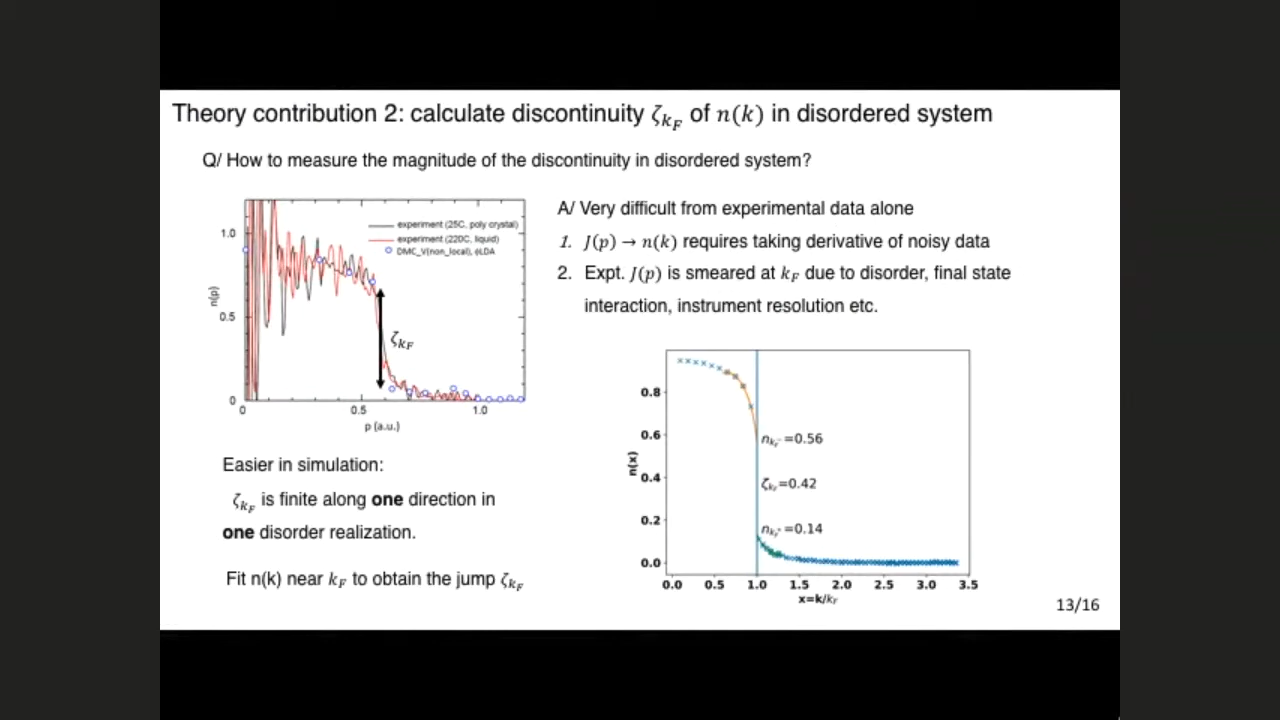 Theory contribution 2: calculate discontinuity ζ_{k_F} of n(k) in disordered system
Q/ How to measure the magnitude of the discontinuity in disordered system?
experiment (25C, poly crystal)
experiment (220C, liquid)
DMC_V(non_local), ϕLDA
1.0
0.5
0
n(p)
0
0.5
1.0
p (a.u.)
ζ_{k_F}
A/ Very difficult from experimental data alone
1. J(p) → n(k) requires taking derivative of noisy data
2. Expt. J(p) is smeared at k_F due to disorder, final state
interaction, instrument resolution etc.
Easier in simulation:
ζ_{k_F} is finite along one direction in
one disorder realization.
Fit n(k) near k_F to obtain the jump ζ_{k_F}
0.8
0.6
0.4
0.2
0.0
n(x)
n_{k_F^-}=0.56
ζ_{k_F}=0.42
n_{k_F^+}=0.14
0.0 0.5 1.0 1.5 2.0 2.5 3.0 3.5
x=k/k_F
13/16